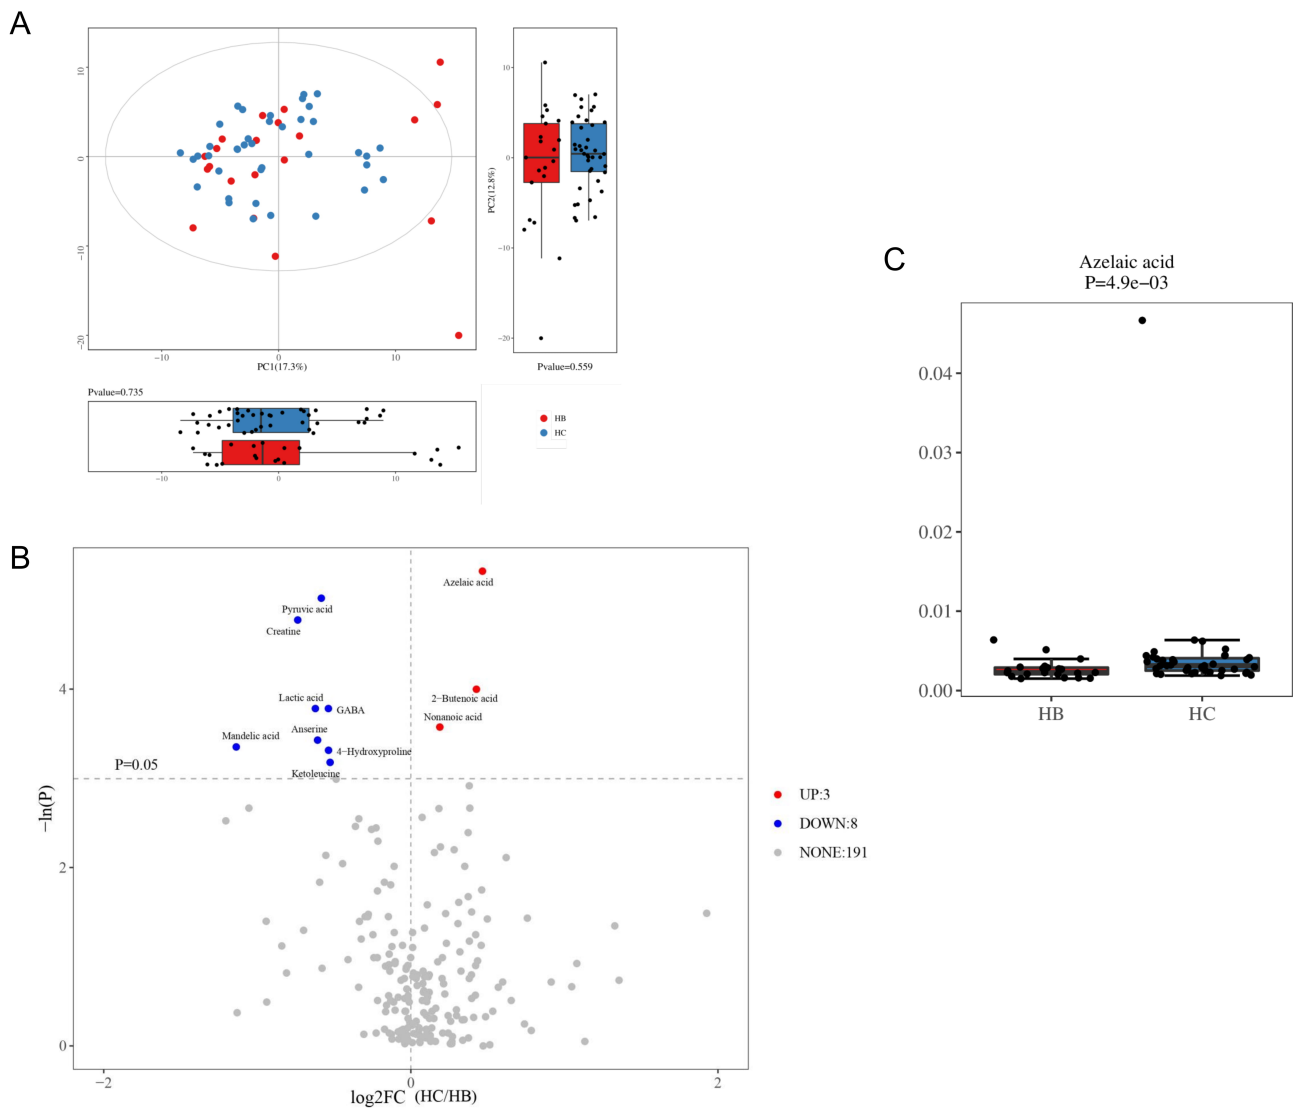 A
10
0
−10
−20
−10
0
10
PC1(17.3%)
10
0
−10
−20
PC2(12.8%)
Pvalue=0.559
Pvalue=0.735
−10
0
10
HB
HC
B
Azelaic acid
Pyruvic acid
Creatine
2−Butenoic acid
Lactic acid
GABA
Nonanoic acid
Anserine
Mandelic acid
4−Hydroxyproline
Ketoleucine
P=0.05
4
2
0
−ln(P)
−2
0
2
log2FC (HC/HB)
UP:3
DOWN:8
NONE:191
C
Azelaic acid
P=4.9e−03
0.04
0.03
0.02
0.01
0.00
HB
HC